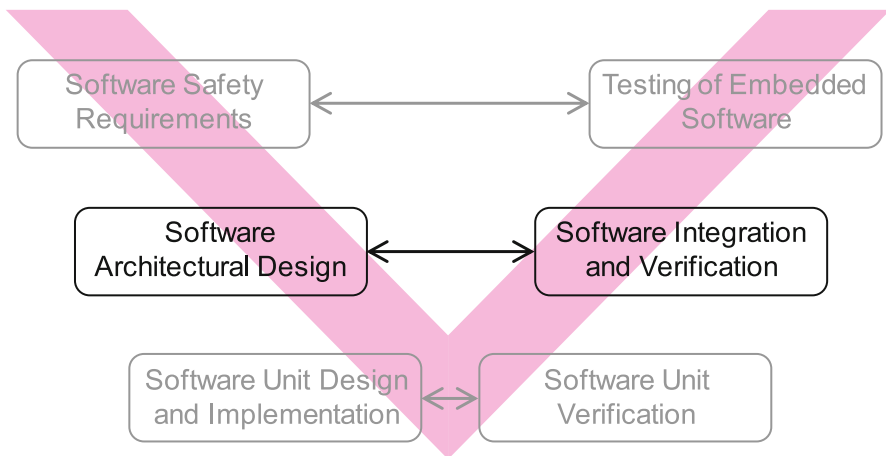 Software Safety
Requirements
Testing of Embedded
Software
Software
Architectural Design
Software Integration
and Verification
Software Unit Design
and Implementation
Software Unit
Verification